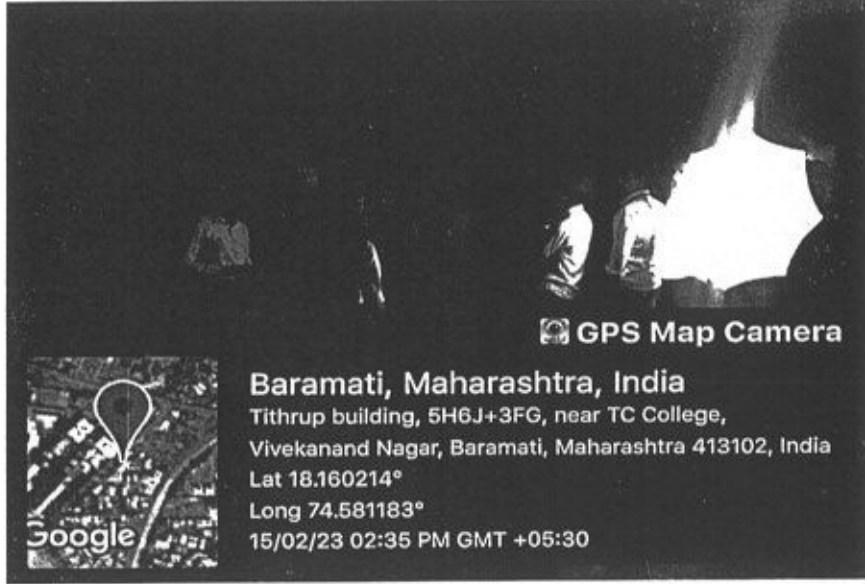 GPS Map Camera
Google
Baramati, Maharashtra, India
Tithrup building, 5H6J+3FG, near TC College,
Vivekanand Nagar, Baramati, Maharashtra 413102, India
Lat 18.160214°
Long 74.581183°
15/02/23 02:35 PM GMT +05:30